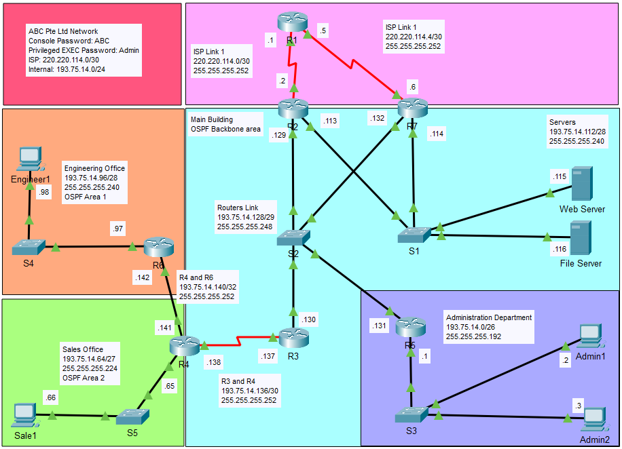 ABC Pte Ltd Network
Console Password: ABC
Privileged EXEC Password: Admin
ISP: 220.220.114.0/30
Internal: 193.75.14.0/24
ISP Link 1
220.220.114.0/30
255.255.255.252
.1
R1
.5
ISP Link 1
220.220.114.4/30
255.255.255.252
.2
.6
Main Building
OSPF Backbone area
R2
.113
.129
.132
R7
.114
Servers
193.75.14.112/28
255.255.255.240
.115
Web Server
.116
File Server
S1
Engineering Office
193.75.14.96/28
255.255.255.240
OSPF Area 1
Engineer1
.98
.97
S4
R6
.142
Routers Link
193.75.14.128/29
255.255.255.248
S2
R4 and R6
193.75.14.140/32
255.255.255.252
.141
Sales Office
193.75.14.64/27
255.255.255.224
OSPF Area 2
.65
R4
.138
.137
.130
R3
R3 and R4
193.75.14.136/30
255.255.255.252
.66
Sale1
S5
.131
R5
.1
Administration Department
193.75.14.0/26
255.255.255.192
.2
Admin1
.3
Admin2
S3